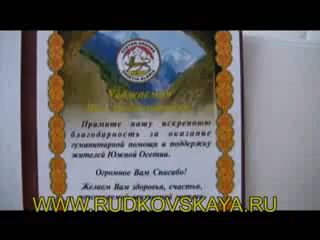 Уважаемая
Примите нашу искреннюю
благодарность за оказание
гуманитарной помощи и поддержку
жителей Южной Осетии.
Огромное Вам Спасибо!
Желаем Вам здоровья, счастья,
WWW.RUDKOVSKAYA.RU